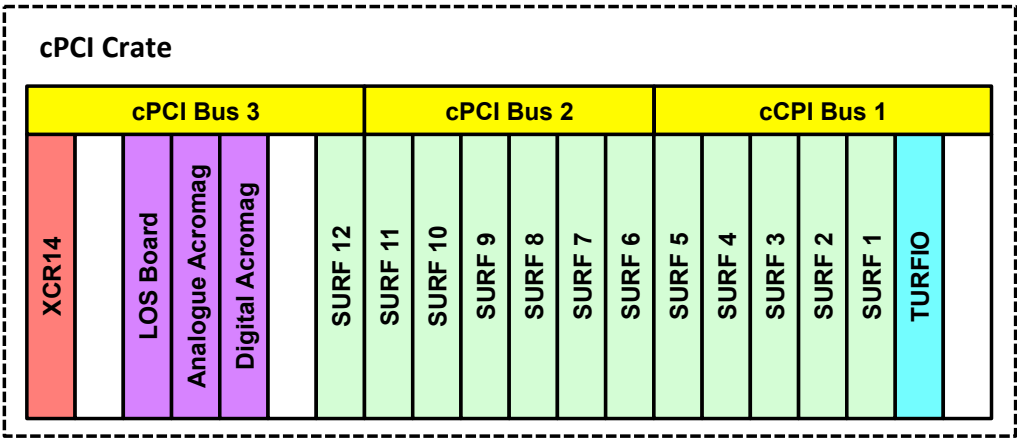 cPCI Crate
cPCI Bus 3
cPCI Bus 2
cCPI Bus 1
XCR14
LOS Board
Analogue Acromag
Digital Acromag
SURF 12
SURF 11
SURF 10
SURF 9
SURF 8
SURF 7
SURF 6
SURF 5
SURF 4
SURF 3
SURF 2
SURF 1
TURFIO